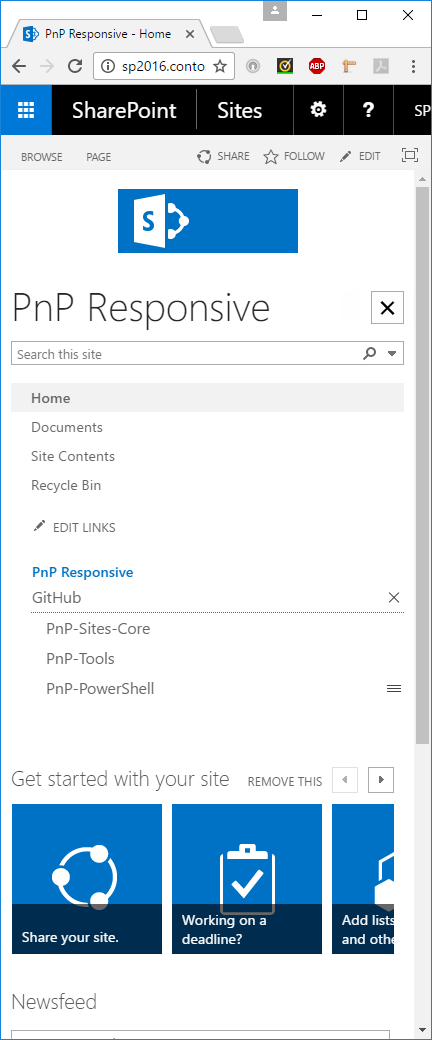 PnP Responsive - Home
sp2016.conto
ABP
SharePoint
Sites
?
SP
BROWSE
PAGE
SHARE
FOLLOW
EDIT
S
PnP Responsive
Search this site
Home
Documents
Site Contents
Recycle Bin
EDIT LINKS
PnP Responsive
GitHub
PnP-Sites-Core
PnP-Tools
PnP-PowerShell
Get started with your site
REMOVE THIS
Share your site.
Working on a
deadline?
Add lists
and othe
Newsfeed